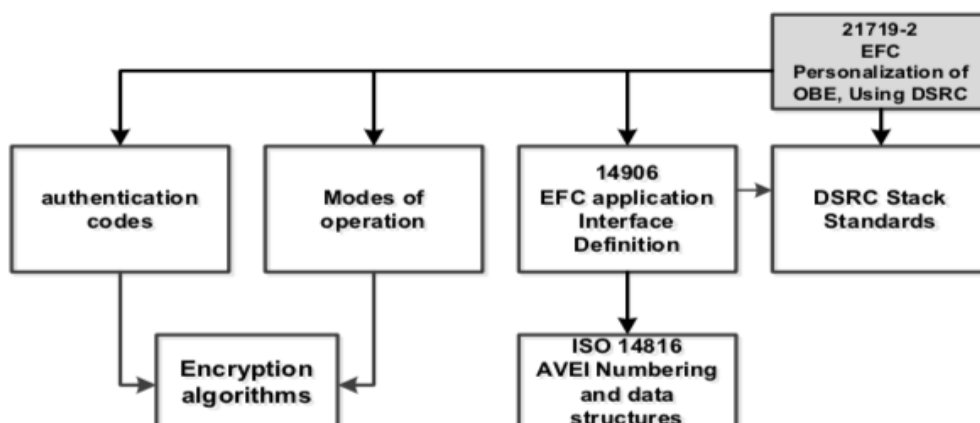 21719-2
EFC
Personalization of
OBE, Using DSRC
authentication
codes
Modes of
operation
14906
EFC application
Interface
Definition
DSRC Stack
Standards
Encryption
algorithms
ISO 14816
AVEI Numbering
and data
structures